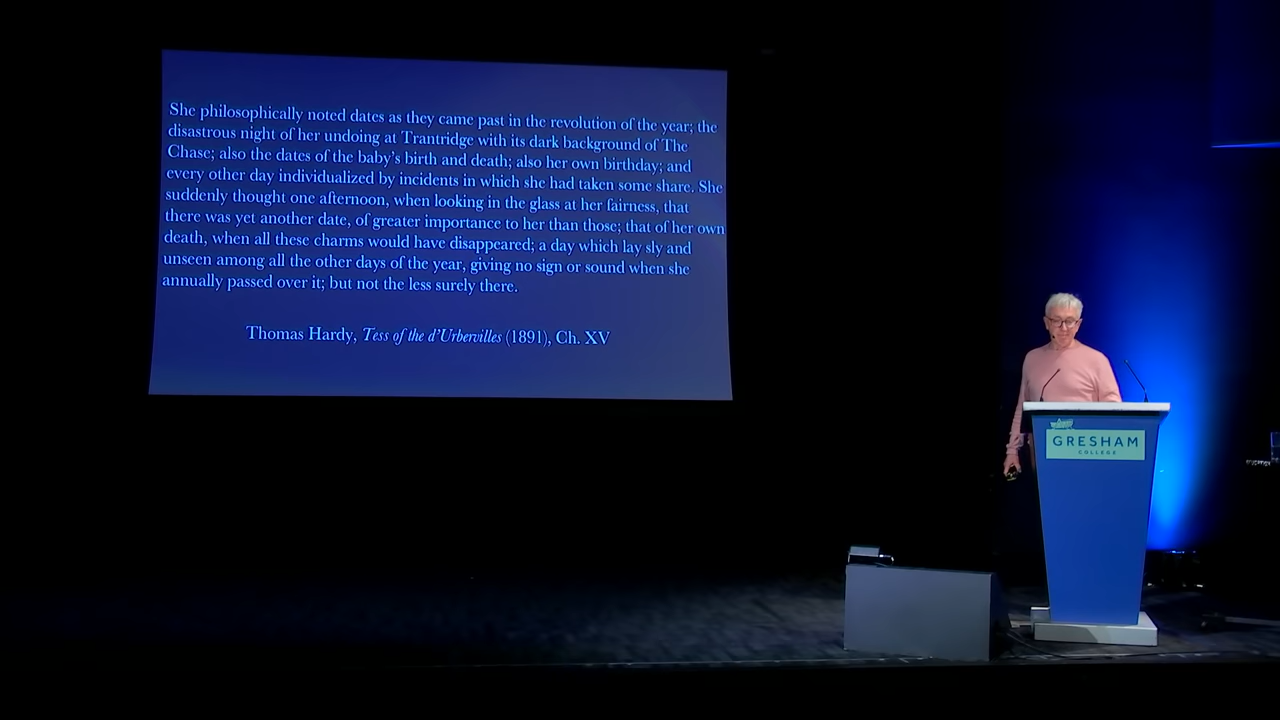 She philosophically noted dates as they came past in the revolution of the year; the
disastrous night of her undoing at Trantridge with its dark background of The
Chase; also the dates of the baby's birth and death; also her own birthday; and
every other day individualized by incidents in which she had taken some share. She
suddenly thought one afternoon, when looking in the glass at her fairness, that
there was yet another date, of greater importance to her than those; that of her own
death, when all these charms would have disappeared; a day which lay sly and
unseen among all the other days of the year, giving no sign or sound when she
annually passed over it; but not the less surely there.
Thomas Hardy, Tess of the d'Urbervilles (1891), Ch. XV
GRESHAM
COLLEGE